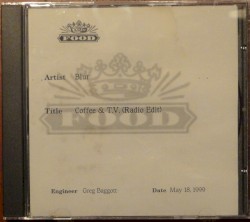 FOOD
Artist Blur
Title Coffee & T.V. (Radio Edit)
FOOD
Engineer Greg Baggott
Date May 18, 1999